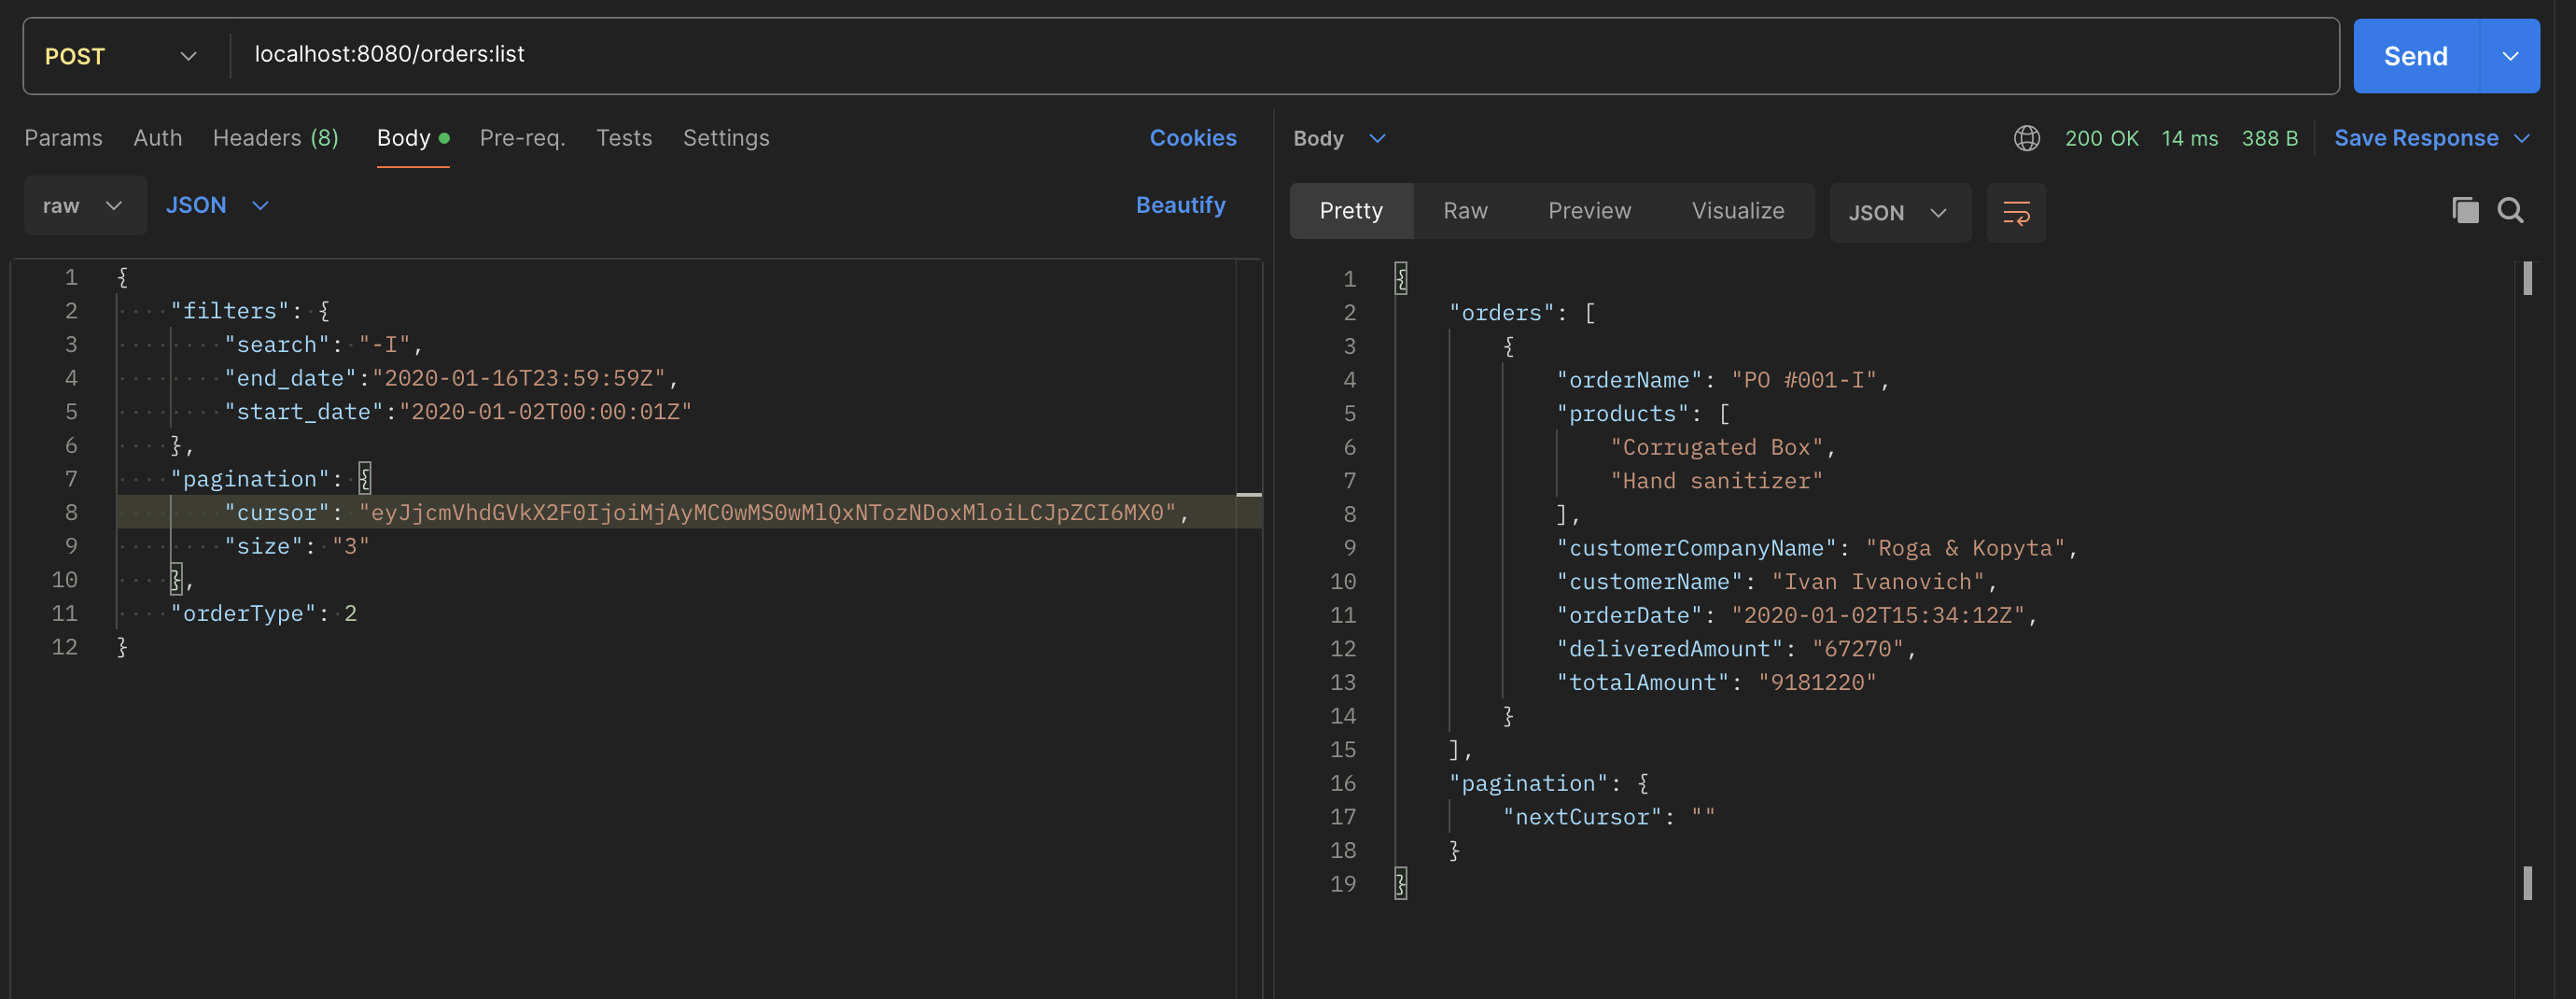 POST localhost:8080/orders:list Send
Params Auth Headers (8) Body Pre-req. Tests Settings Cookies
raw JSON Beautify
1 {
2 "filters": {
3 "search": "-I",
4 "end_date":"2020-01-16T23:59:59Z",
5 "start_date":"2020-01-02T00:00:01Z"
6 },
7 "pagination": {
8 "cursor": "eyJjcmVhdGVkX2F0IjoiMjAyMC0wMS0wMlQxNTozNDoxMloiLCJpZCI6MX0",
9 "size": "3"
10 },
11 "orderType": 2
12 }
Body 200 OK 14 ms 388 B Save Response
Pretty Raw Preview Visualize JSON
1 {
2 "orders": [
3 {
4 "orderName": "PO #001-I",
5 "products": [
6 "Corrugated Box",
7 "Hand sanitizer"
8 ],
9 "customerCompanyName": "Roga & Kopyta",
10 "customerName": "Ivan Ivanovich",
11 "orderDate": "2020-01-02T15:34:12Z",
12 "deliveredAmount": "67270",
13 "totalAmount": "9181220"
14 }
15 ],
16 "pagination": {
17 "nextCursor": ""
18 }
19 }